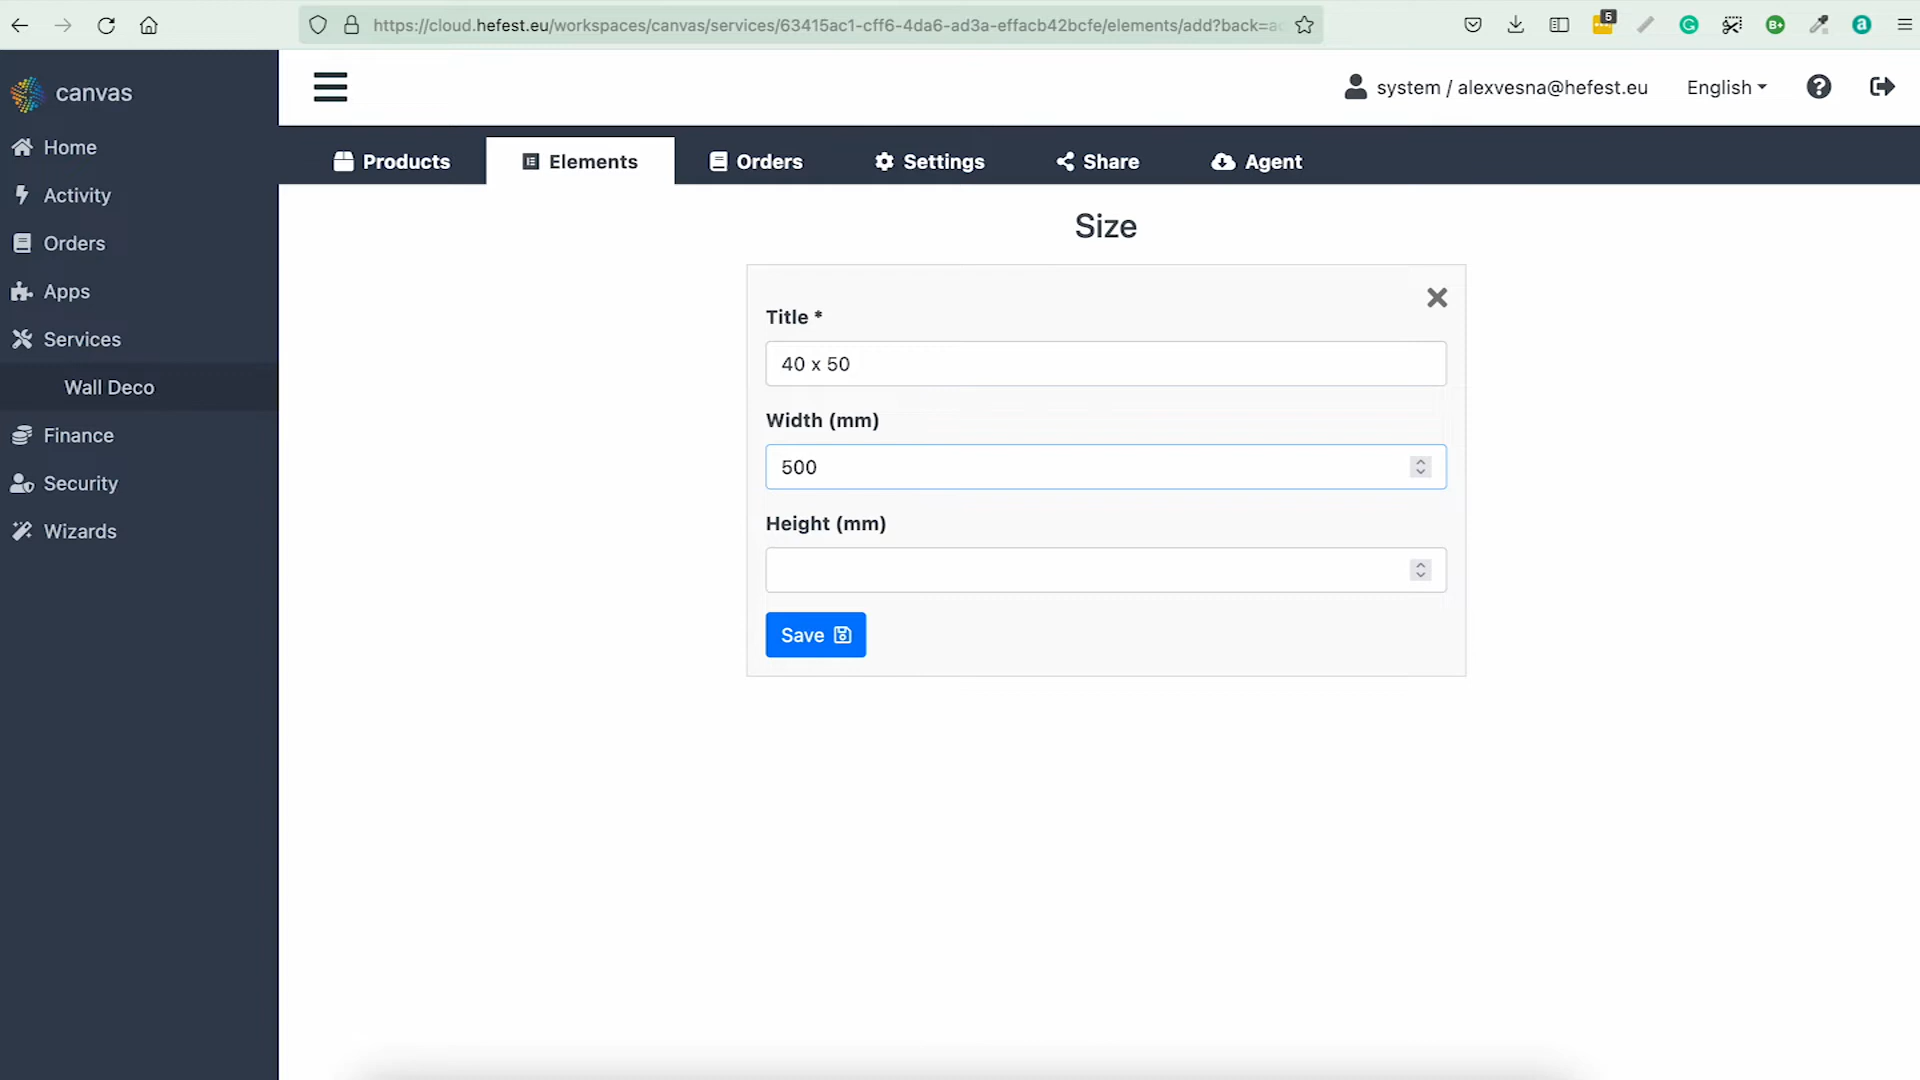 https://cloud.hefest.eu/workspaces/canvas/services/63415ac1-cff6-4da6-ad3a-effacb42bcfe/elements/add?back=ad
5
B+
a
canvas
system / alexvesna@hefest.eu
English
Home
Activity
Orders
Apps
Services
Wall Deco
Finance
Security
Wizards
Products
Elements
Orders
Settings
Share
Agent
Size
Title *
40 x 50
Width (mm)
500
Height (mm)
Save